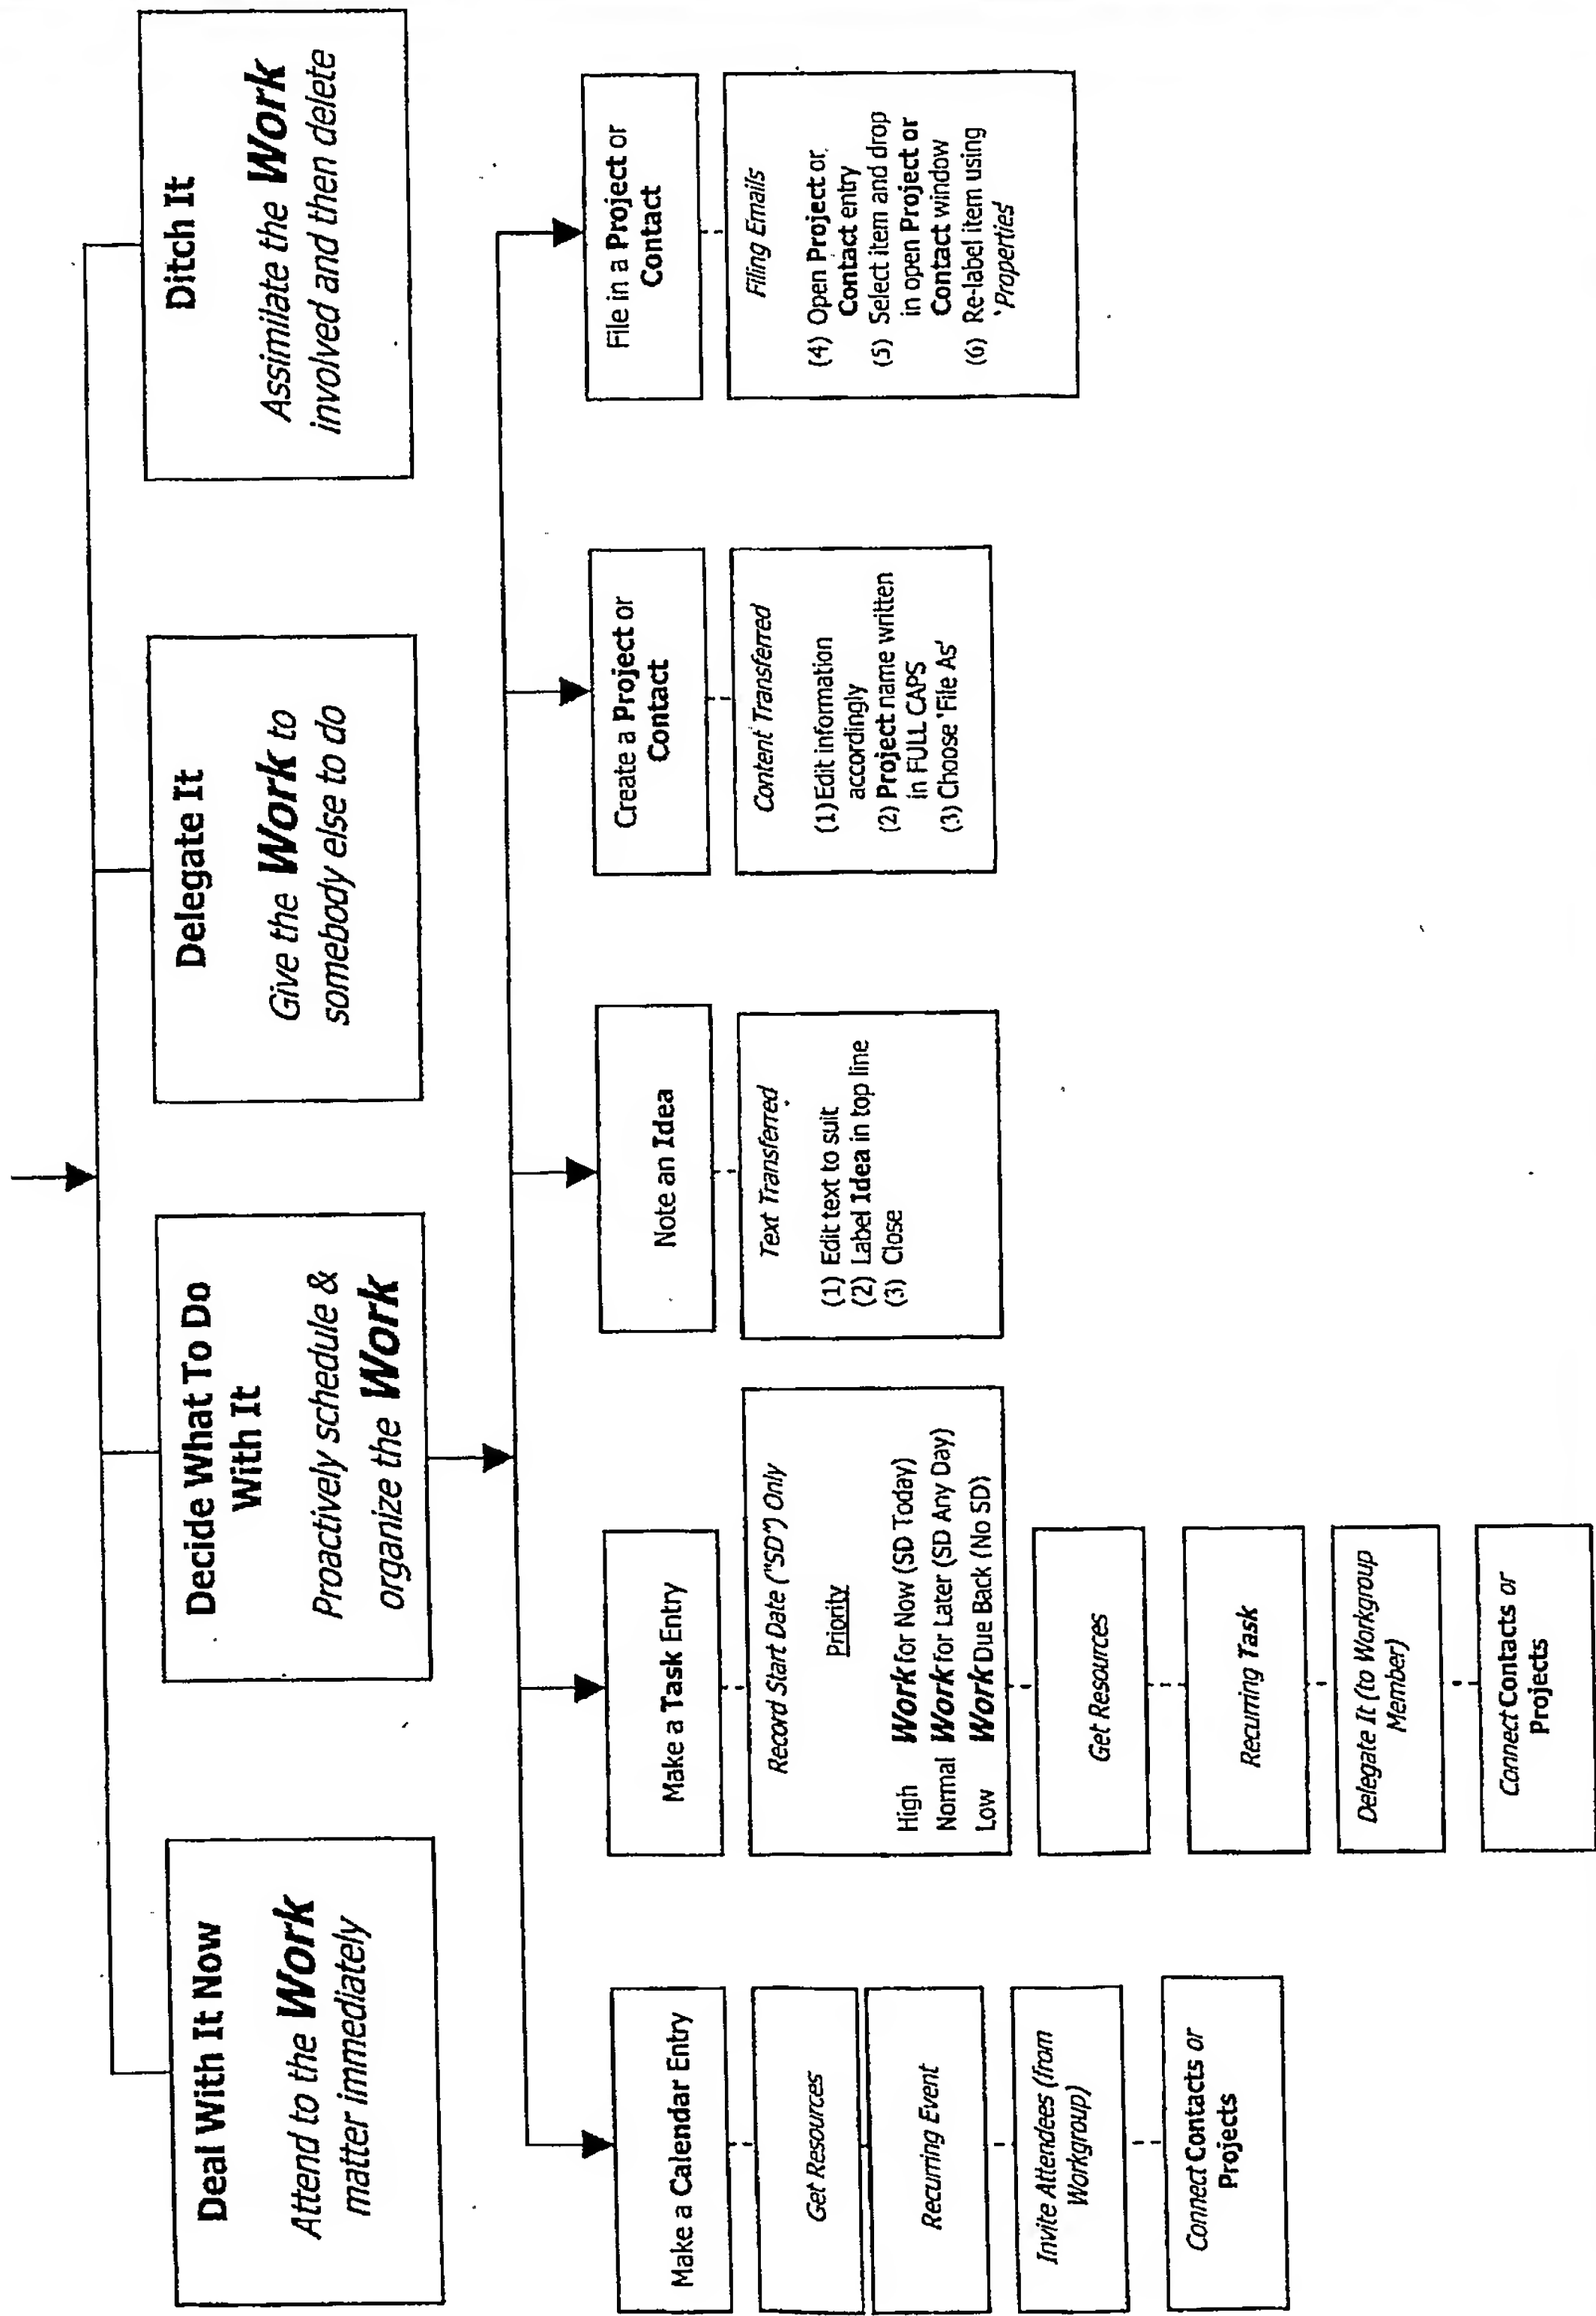 Deal With It Now
Attend to the Work
matter immediately
Decide What To Do
With It
Proactively schedule &
organize the Work
Delegate It
Give the Work to
somebody else to do
Ditch It
Assimilate the Work
involved and then delete
Make a Calendar Entry
Get Resources
Recurring Event
Invite Attendees (from
Workgroup)
Connect Contacts or
Projects
Make a Task Entry
Record Start Date ("SD") Only
Priority
High Work for Now (SD Today)
Normal Work for Later (SD Any Day)
Low Work Due Back (No SD)
Get Resources
Recurring Task
Delegate It (to Workgroup
Member)
Connect Contacts or
Projects
Note an Idea
Text Transferred
(1) Edit text to suit
(2) Label Idea in top line
(3) Close
Create a Project or
Contact
Content Transferred
(1) Edit information
accordingly
(2) Project name written
in FULL CAPS
(3) Choose 'File As'
File in a Project or
Contact
Filing Emails
(4) Open Project or
Contact entry
(5) Select item and drop
in open Project or
Contact window
(6) Re-label item using
'Properties'